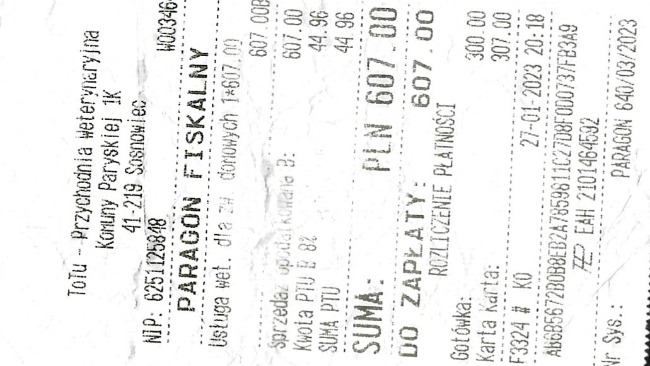 ToTu - Przychodnia Weterynaryjna
Komuny Paryskiej 1K
41-219 Sosnowiec
NIP: 6251125848 W00346
PARAGON FISKALNY
Usługa wet. dla zw. domowych 1*607.00
607.00B
Sprzedaż opodatkowana B: 607.00
Kwota PTU B 8% 44.96
SUMA PTU 44.96
SUMA: PLN 607.00
DO ZAPŁATY: 607.00
ROZLICZENIE PŁATNOŚCI
Gotówka: 300.00
Karta Karta: 307.00
F3324 # K0 27-01-2023 20:18
EAH 2101464592
Nr Sys.: PARAGON 640/03/2023